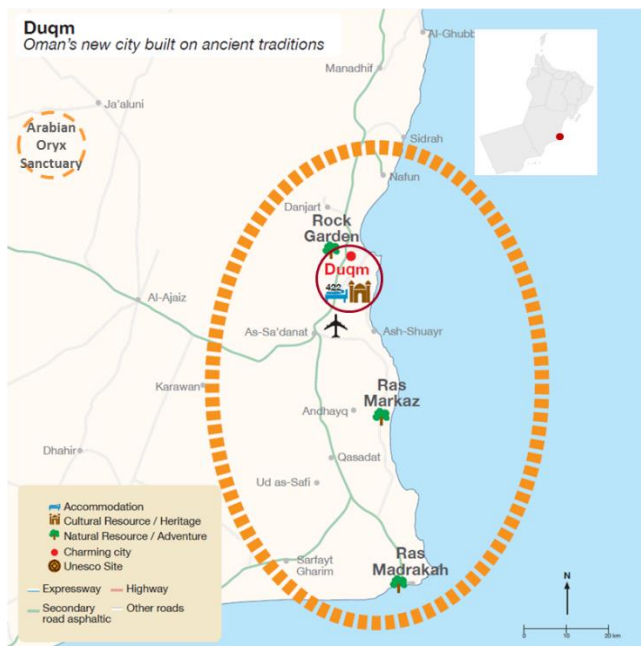 Duqm
Oman's new city built on ancient traditions
Al-Ghubb
Manadhif
Ja'aluni
Arabian
Oryx
Sanctuary
Sidrah
Nafun
Danjart
Rock
Garden
Duqm
422
Al-Ajaiz
As-Sa'danat
Ash-Shuayr
Karawan
Ras
Markaz
Andhayq
Dhahir
Qasadat
Ud as-Safi
Accommodation
Cultural Resource / Heritage
Natural Resource / Adventure
Charming city
Unesco Site
Expressway
Highway
Secondary
road asphaltic
Other roads
Sarfayt
Gharim
Ras
Madrakah
N
0 10 20 km